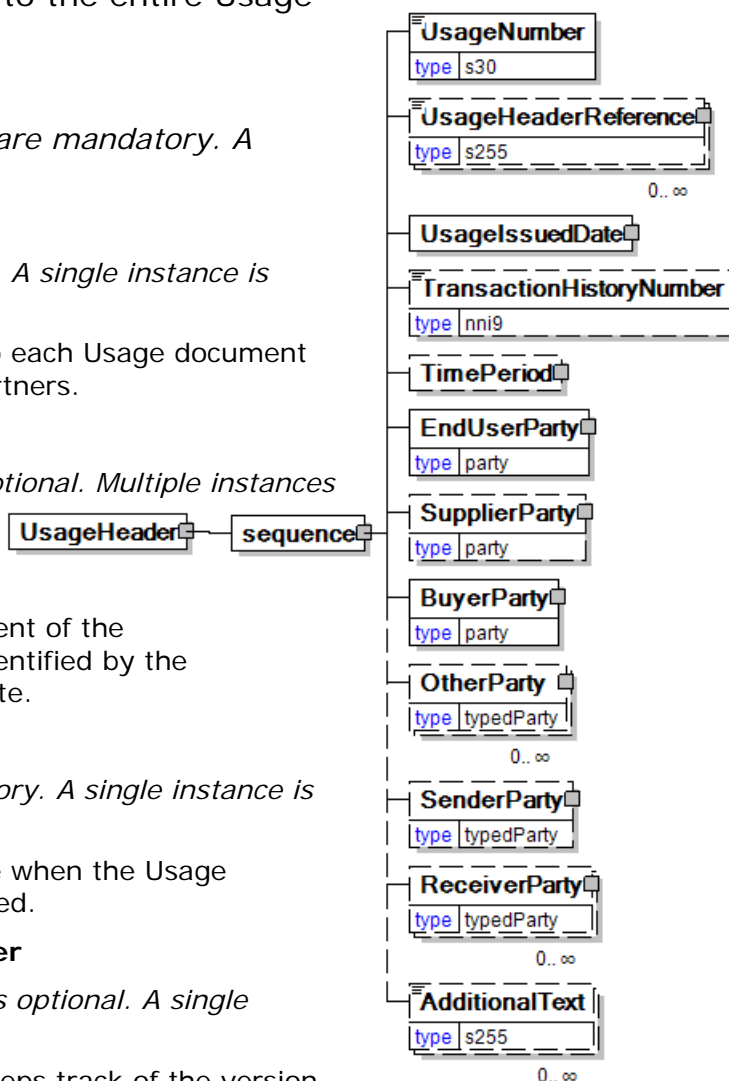 to the entire Usage
are mandatory. A
. A single instance is
each Usage document
rtners.
optional. Multiple instances
ent of the
entified by the
te.
ory. A single instance is
when the Usage
ed.
er
s optional. A single
eps track of the version
UsageHeader
sequence
UsageNumber
type s30
UsageHeaderReference
type s255
0.. ∞
UsageIssuedDate
TransactionHistoryNumber
type nni9
TimePeriod
EndUserParty
type party
SupplierParty
type party
BuyerParty
type party
OtherParty
type typedParty
0.. ∞
SenderParty
type typedParty
ReceiverParty
type typedParty
0.. ∞
AdditionalText
type s255
0.. ∞